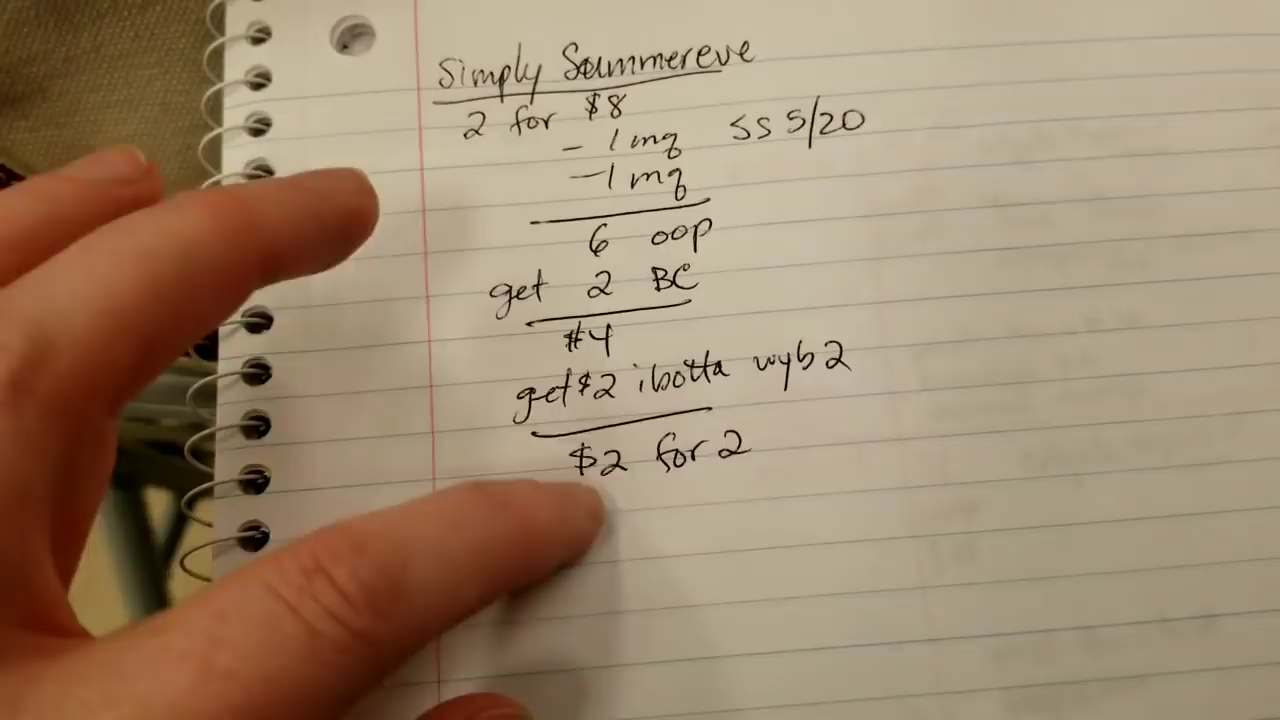 Simply Summereve
2 for $8
- 1 mq SS 5/20
-1 mq
6 oop
get 2 BC
#4
get $2 ibotta wyb 2
$2 for 2